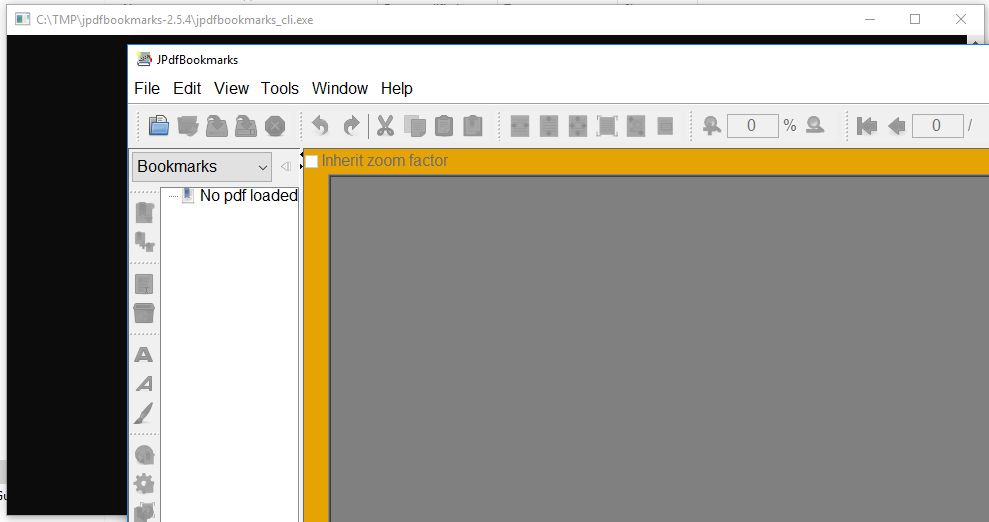 C:\TMP\jpdfbookmarks-2.5.4\jpdfbookmarks_cli.exe
JPdfBookmarks
File Edit View Tools Window Help
0 % 0 /
Bookmarks
Inherit zoom factor
No pdf loaded